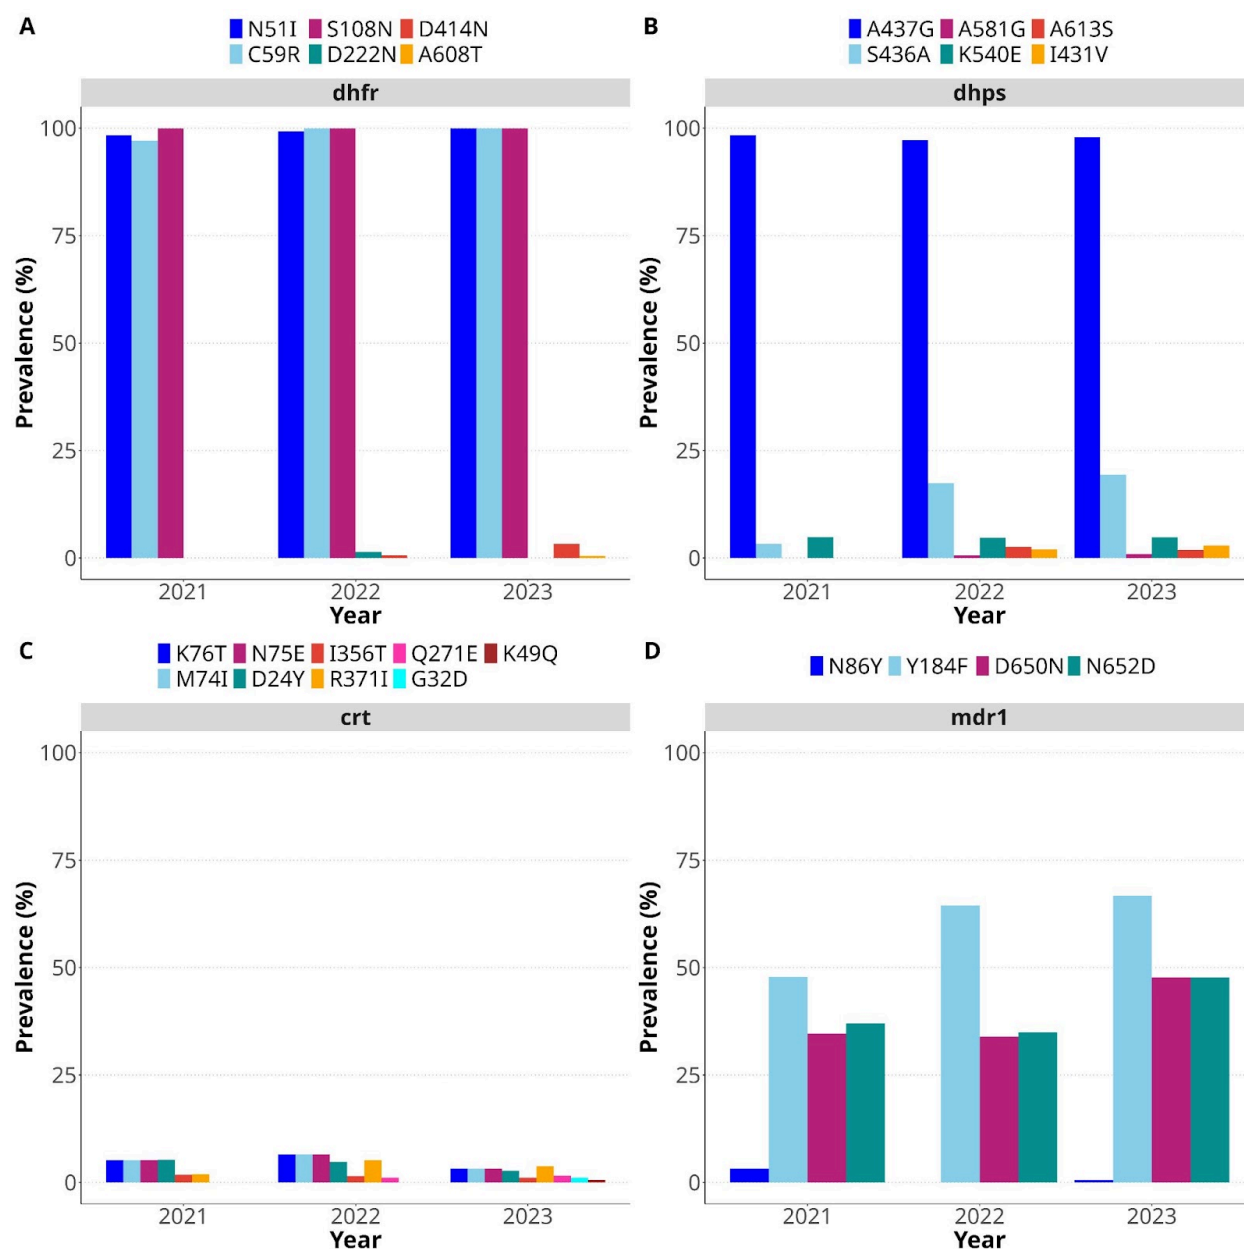 A
N51I S108N D414N
C59R D222N A608T
dhfr
100
75
50
25
0
Prevalence (%)
2021 2022 2023
Year
B
A437G A581G A613S
S436A K540E I431V
dhps
100
75
50
25
0
Prevalence (%)
2021 2022 2023
Year
C
K76T N75E I356T Q271E K49Q
M74I D24Y R371I G32D
crt
100
75
50
25
0
Prevalence (%)
2021 2022 2023
Year
D
N86Y Y184F D650N N652D
mdr1
100
75
50
25
0
Prevalence (%)
2021 2022 2023
Year